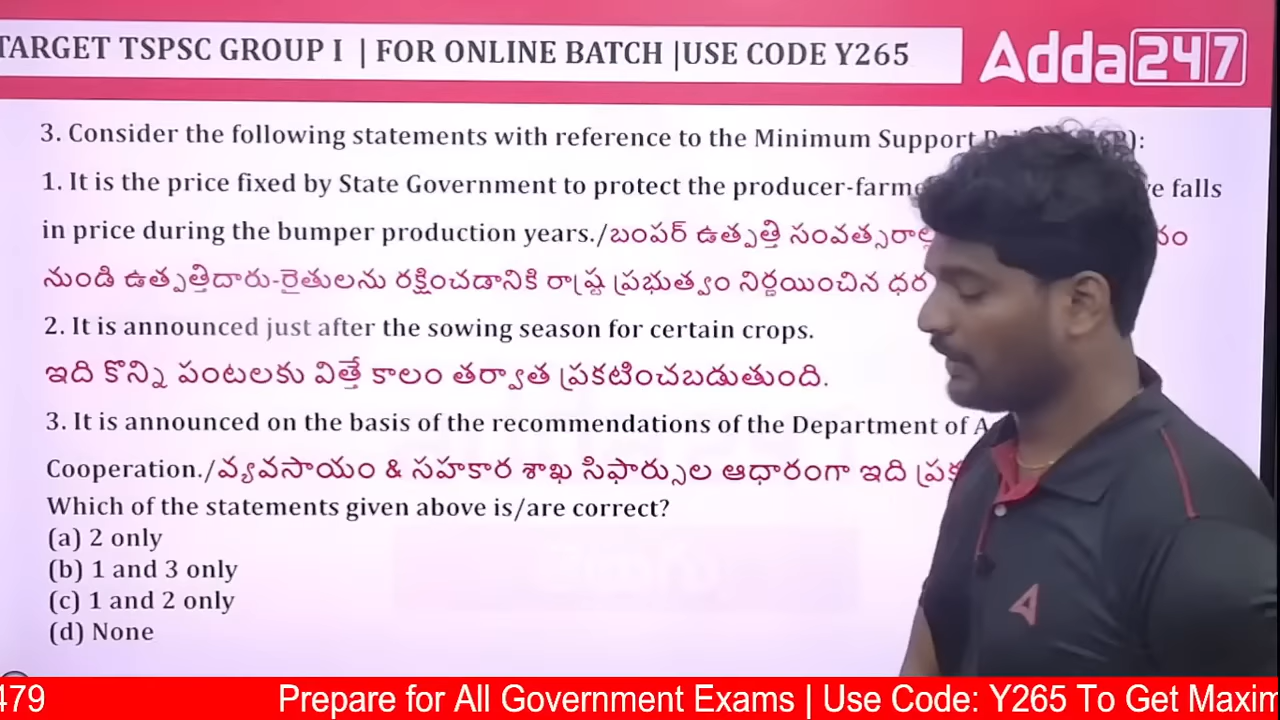 TARGET TSPSC GROUP I | FOR ONLINE BATCH |USE CODE Y265
Adda247
3. Consider the following statements with reference to the Minimum Support
1. It is the price fixed by State Government to protect the producer-farme falls
in price during the bumper production years./బంపర్ ఉత్పత్తి
నుండి ఉత్పత్తిదారు-రైతులను రక్షించడానికి రాష్ట్ర ప్రభుత్వం నిర్ణయించిన ధర
2. It is announced just after the sowing season for certain crops.
ఇది కొన్ని పంటలకు విత్తే కాలం తర్వాత ప్రకటించబడుతుంది.
3. It is announced on the basis of the recommendations of the Department of
Cooperation./వ్యవసాయం & సహకార శాఖ సిఫార్సుల ఆధారంగా ఇది
Which of the statements given above is/are correct?
(a) 2 only
(b) 1 and 3 only
(c) 1 and 2 only
(d) None
479 Prepare for All Government Exams | Use Code: Y265 To Get Maxim